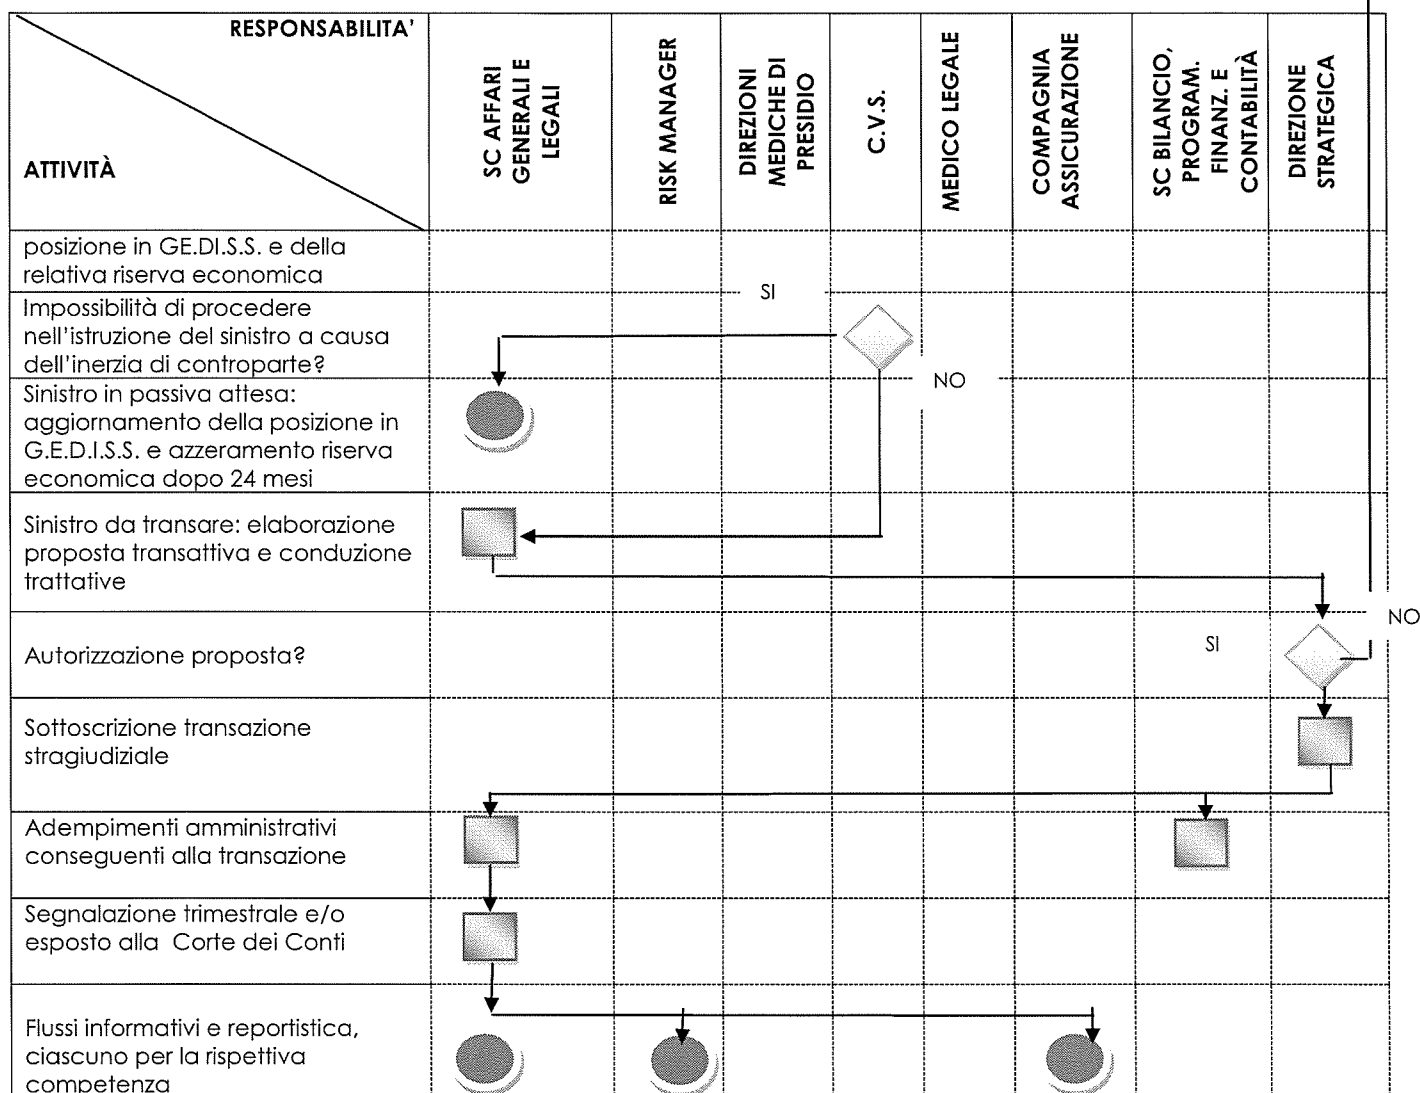 RESPONSABILITA'
ATTIVITÀ
SC AFFARI
GENERALI E
LEGALI
RISK MANAGER
DIREZIONI
MEDICHE DI
PRESIDIO
C.V.S.
MEDICO LEGALE
COMPAGNIA
ASSICURAZIONE
SC BILANCIO,
PROGRAM.
FINANZ. E
CONTABILITÀ
DIREZIONE
STRATEGICA
posizione in GE.DI.S.S. e della
relativa riserva economica
SI
Impossibilità di procedere
nell'istruzione del sinistro a causa
dell'inerzia di controparte?
NO
Sinistro in passiva attesa:
aggiornamento della posizione in
G.E.D.I.S.S. e azzeramento riserva
economica dopo 24 mesi
Sinistro da transare: elaborazione
proposta transattiva e conduzione
trattative
NO
Autorizzazione proposta?
SI
Sottoscrizione transazione
stragiudiziale
Adempimenti amministrativi
conseguenti alla transazione
Segnalazione trimestrale e/o
esposto alla Corte dei Conti
Flussi informativi e reportistica,
ciascuno per la rispettiva
competenza